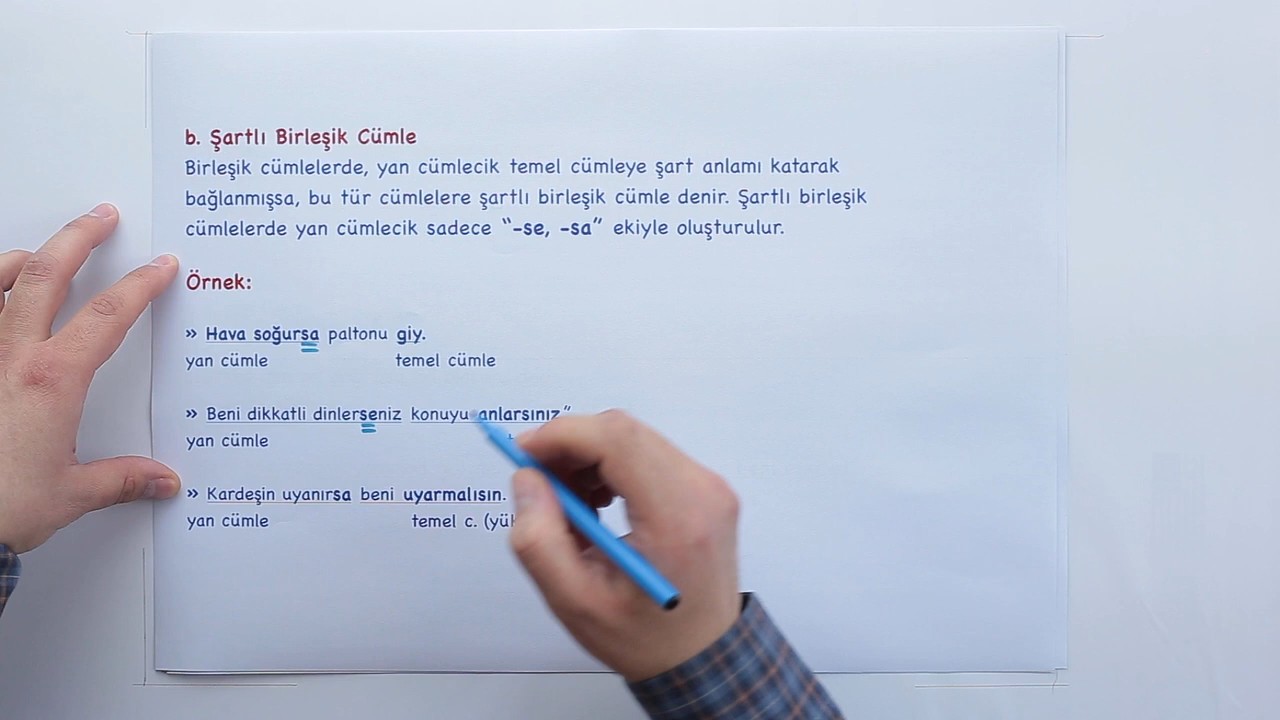 b. Şartlı Birleşik Cümle
Birleşik cümlelerde, yan cümlecik temel cümleye şart anlamı katarak
bağlanmışsa, bu tür cümlelere şartlı birleşik cümle denir. Şartlı birleşik
cümlelerde yan cümlecik sadece “-se, -sa” ekiyle oluşturulur.
Örnek:
» Hava soğursa paltonu giy.
yan cümle temel cümle
» Beni dikkatli dinlerseniz konuyu anlarsınız”
yan cümle
» Kardeşin uyanırsa beni uyarmalısın.
yan cümle temel c.